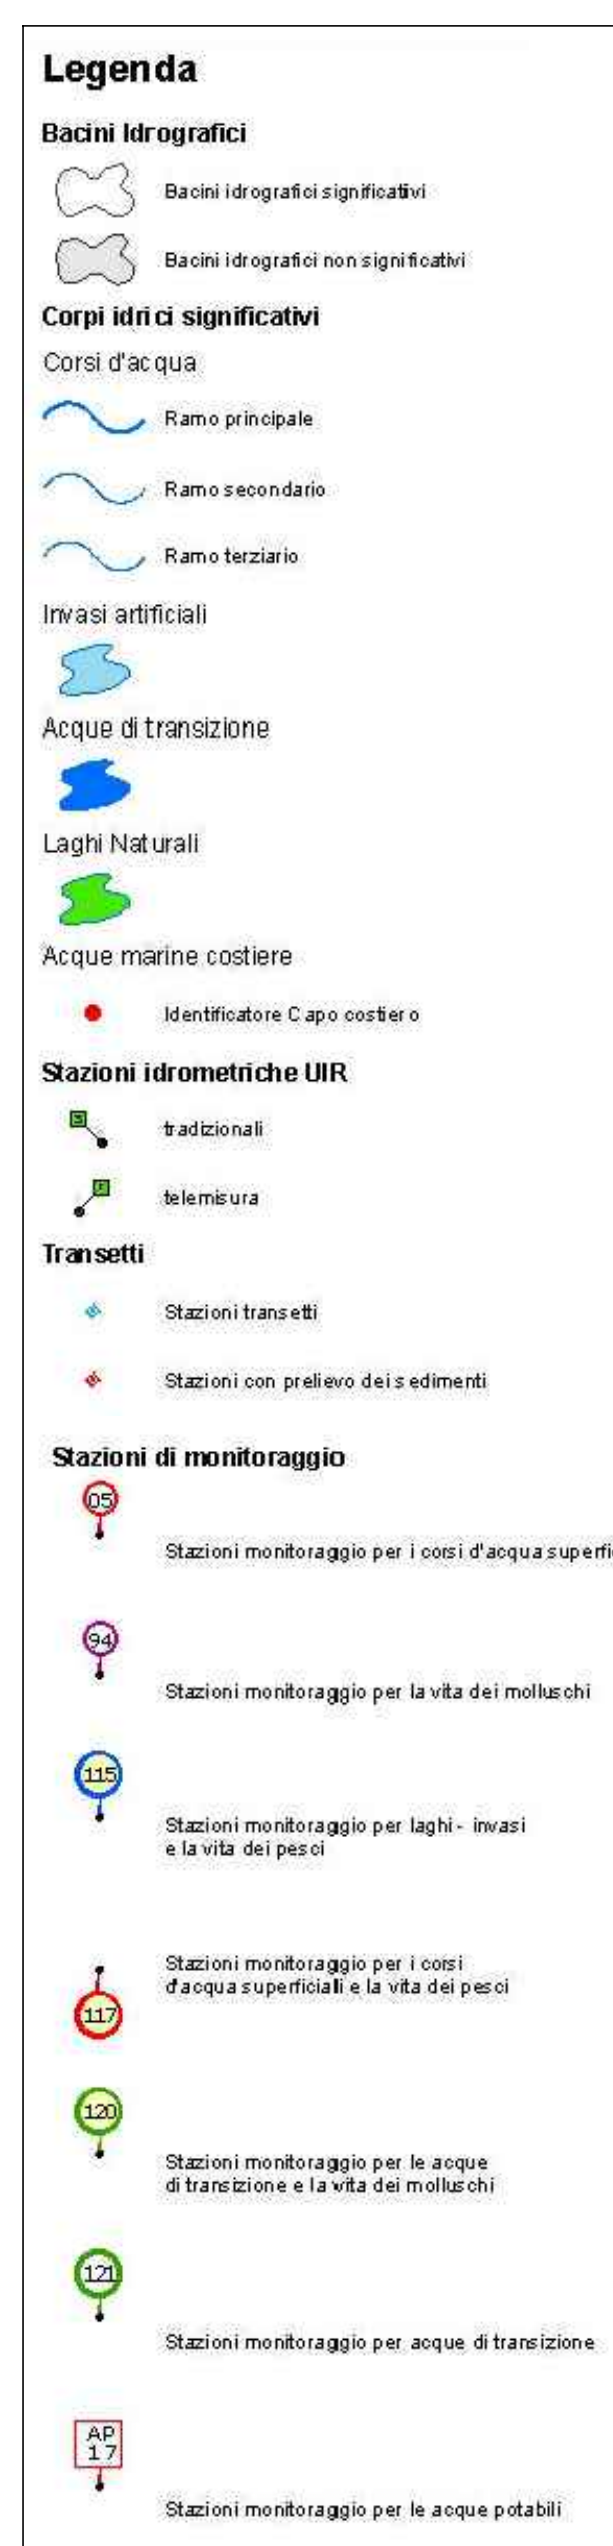 Legenda
Bacini Idrografici
Bacini idrografici significativi
Bacini idrografici non significativi
Corpi idrici significativi
Corsi d'acqua
Ramo principale
Ramo secondario
Ramo terziario
Invasi artificiali
Acque di transizione
Laghi Naturali
Acque marine costiere
Identificatore Capo costiero
Stazioni idrometriche UIR
tradizionali
telemisura
Transetti
Stazioni transetti
Stazioni con prelievo dei sedimenti
Stazioni di monitoraggio
05
Stazioni monitoraggio per i corsi d'acqua superfic
94
Stazioni monitoraggio per la vita dei molluschi
115
Stazioni monitoraggio per laghi - invasi
e la vita dei pesci
Stazioni monitoraggio per i corsi
d'acqua superficiali e la vita dei pesci
117
120
Stazioni monitoraggio per le acque
di transizione e la vita dei molluschi
121
Stazioni monitoraggio per acque di transizione
AP
17
Stazioni monitoraggio per le acque potabili